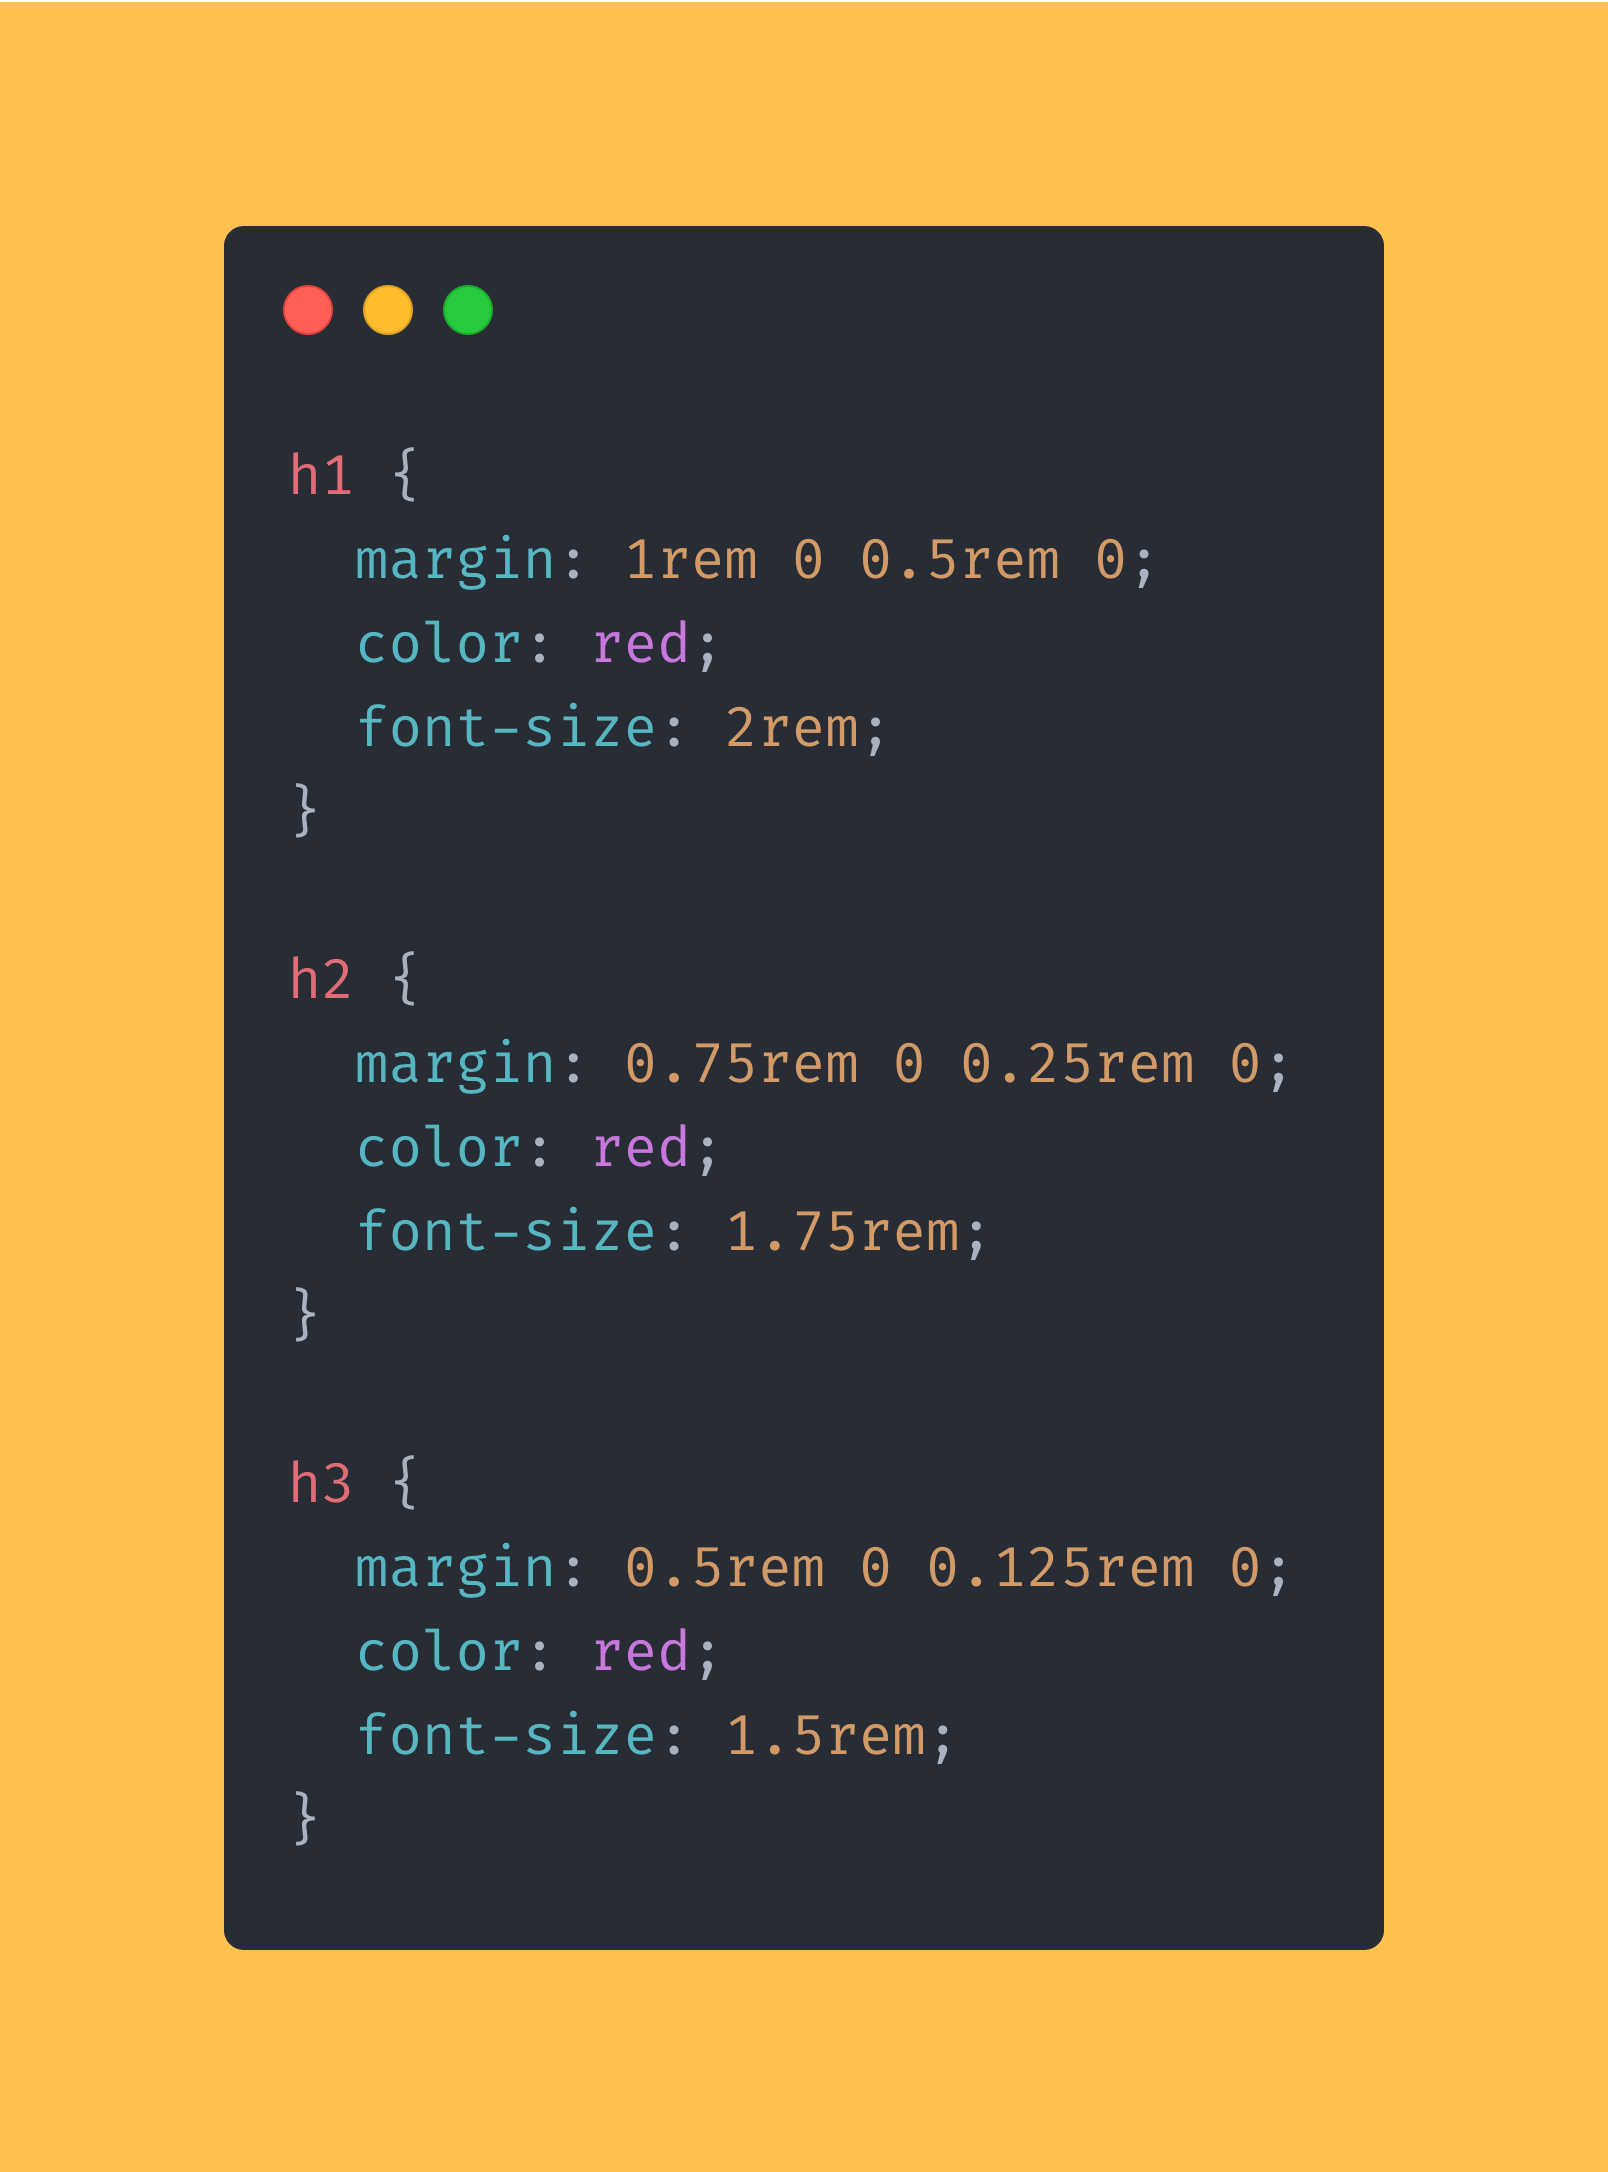 h1 {
  margin: 1rem 0 0.5rem 0;
  color: red;
  font-size: 2rem;
}

h2 {
  margin: 0.75rem 0 0.25rem 0;
  color: red;
  font-size: 1.75rem;
}

h3 {
  margin: 0.5rem 0 0.125rem 0;
  color: red;
  font-size: 1.5rem;
}